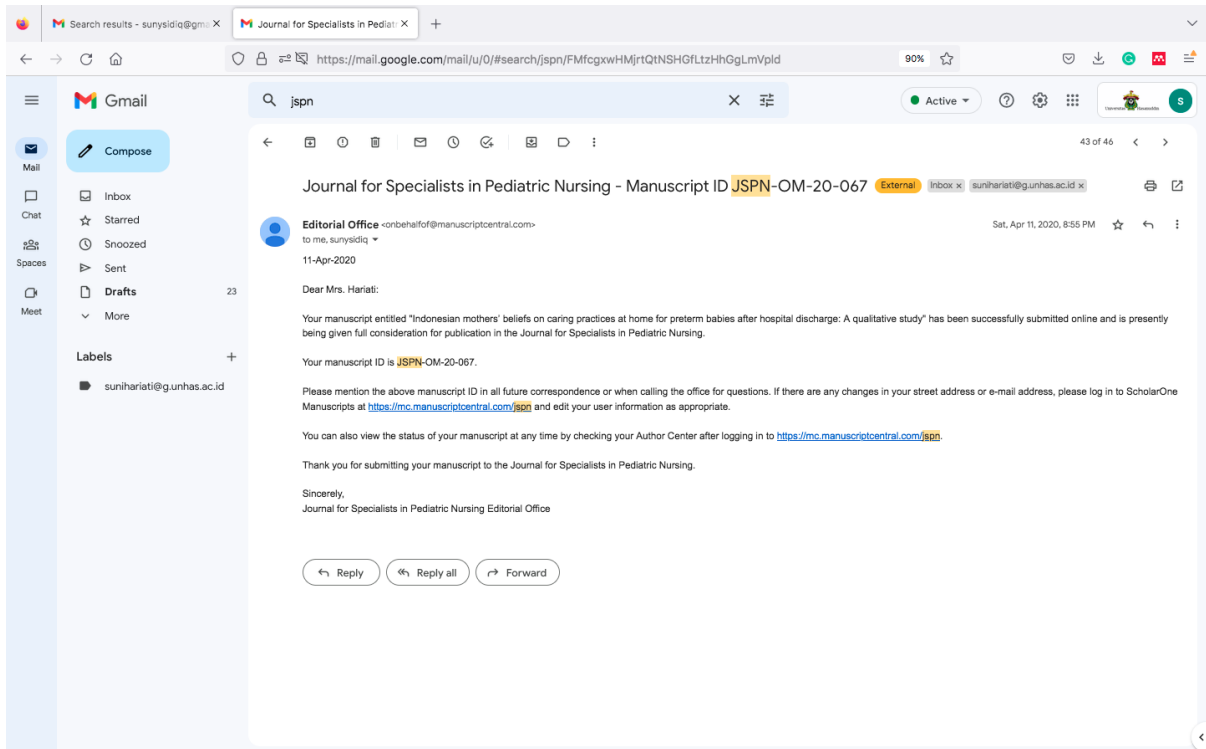 Search results - sunysidiq@gma
Journal for Specialists in Pediatr
https://mail.google.com/mail/u/0/#search/jspn/FMfcgxwHMjrtQtNSHGfLtzHhGgLmVpld
90%
Gmail
jspn
Active
S
Mail
Chat
Spaces
Meet
Compose
Inbox
Starred
Snoozed
Sent
Drafts 23
More
Labels
sunihariati@g.unhas.ac.id
43 of 46
Journal for Specialists in Pediatric Nursing - Manuscript ID JSPN-OM-20-067 External Inbox x sunihariati@g.unhas.ac.id x
Editorial Office <onbehalfof@manuscriptcentral.com> Sat, Apr 11, 2020, 8:55 PM
to me, sunysidiq
11-Apr-2020
Dear Mrs. Hariati:
Your manuscript entitled "Indonesian mothers' beliefs on caring practices at home for preterm babies after hospital discharge: A qualitative study" has been successfully submitted online and is presently
being given full consideration for publication in the Journal for Specialists in Pediatric Nursing.
Your manuscript ID is JSPN-OM-20-067.
Please mention the above manuscript ID in all future correspondence or when calling the office for questions. If there are any changes in your street address or e-mail address, please log in to ScholarOne
Manuscripts at https://mc.manuscriptcentral.com/jspn and edit your user information as appropriate.
You can also view the status of your manuscript at any time by checking your Author Center after logging in to https://mc.manuscriptcentral.com/jspn.
Thank you for submitting your manuscript to the Journal for Specialists in Pediatric Nursing.
Sincerely,
Journal for Specialists in Pediatric Nursing Editorial Office
Reply
Reply all
Forward